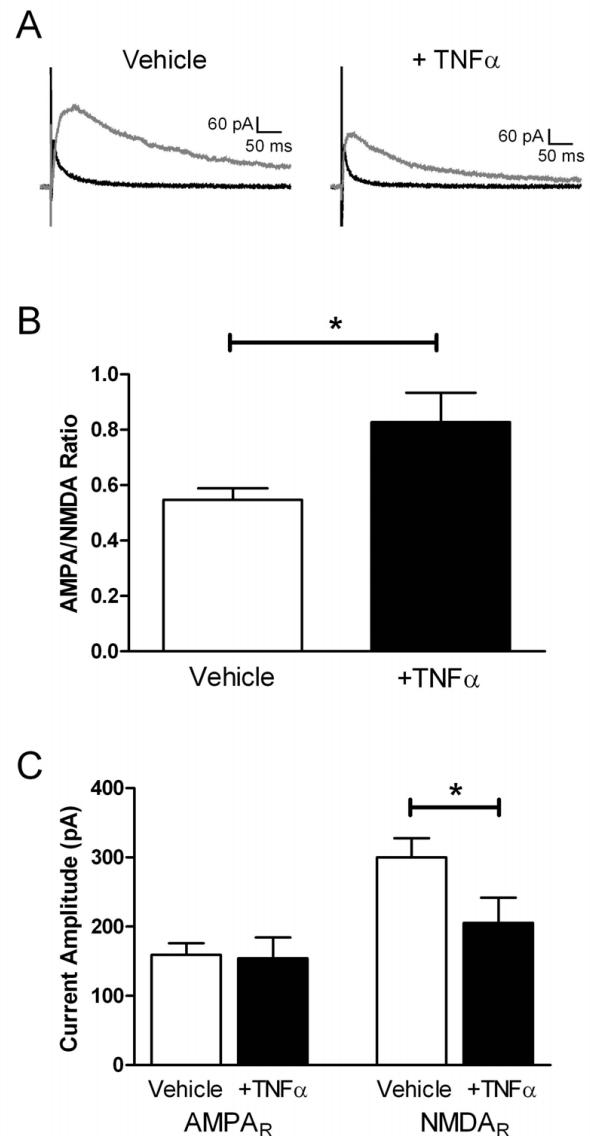 A
Vehicle
+ TNFα
60 pA
50 ms
60 pA
50 ms
B
*
AMPA/NMDA Ratio
1.0
0.8
0.6
0.4
0.2
0.0
Vehicle
+TNFα
C
*
Current Amplitude (pA)
400
300
200
100
0
Vehicle +TNFα
Vehicle +TNFα
AMPA_R
NMDA_R